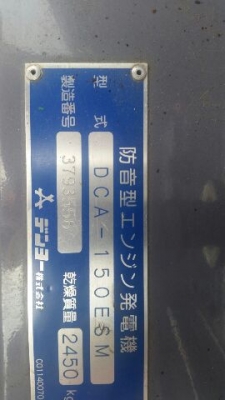 防音型エンジン発電機
型式 DCA-150ESM
製造番号
乾燥質量 2450 kg
デンヨー株式会社